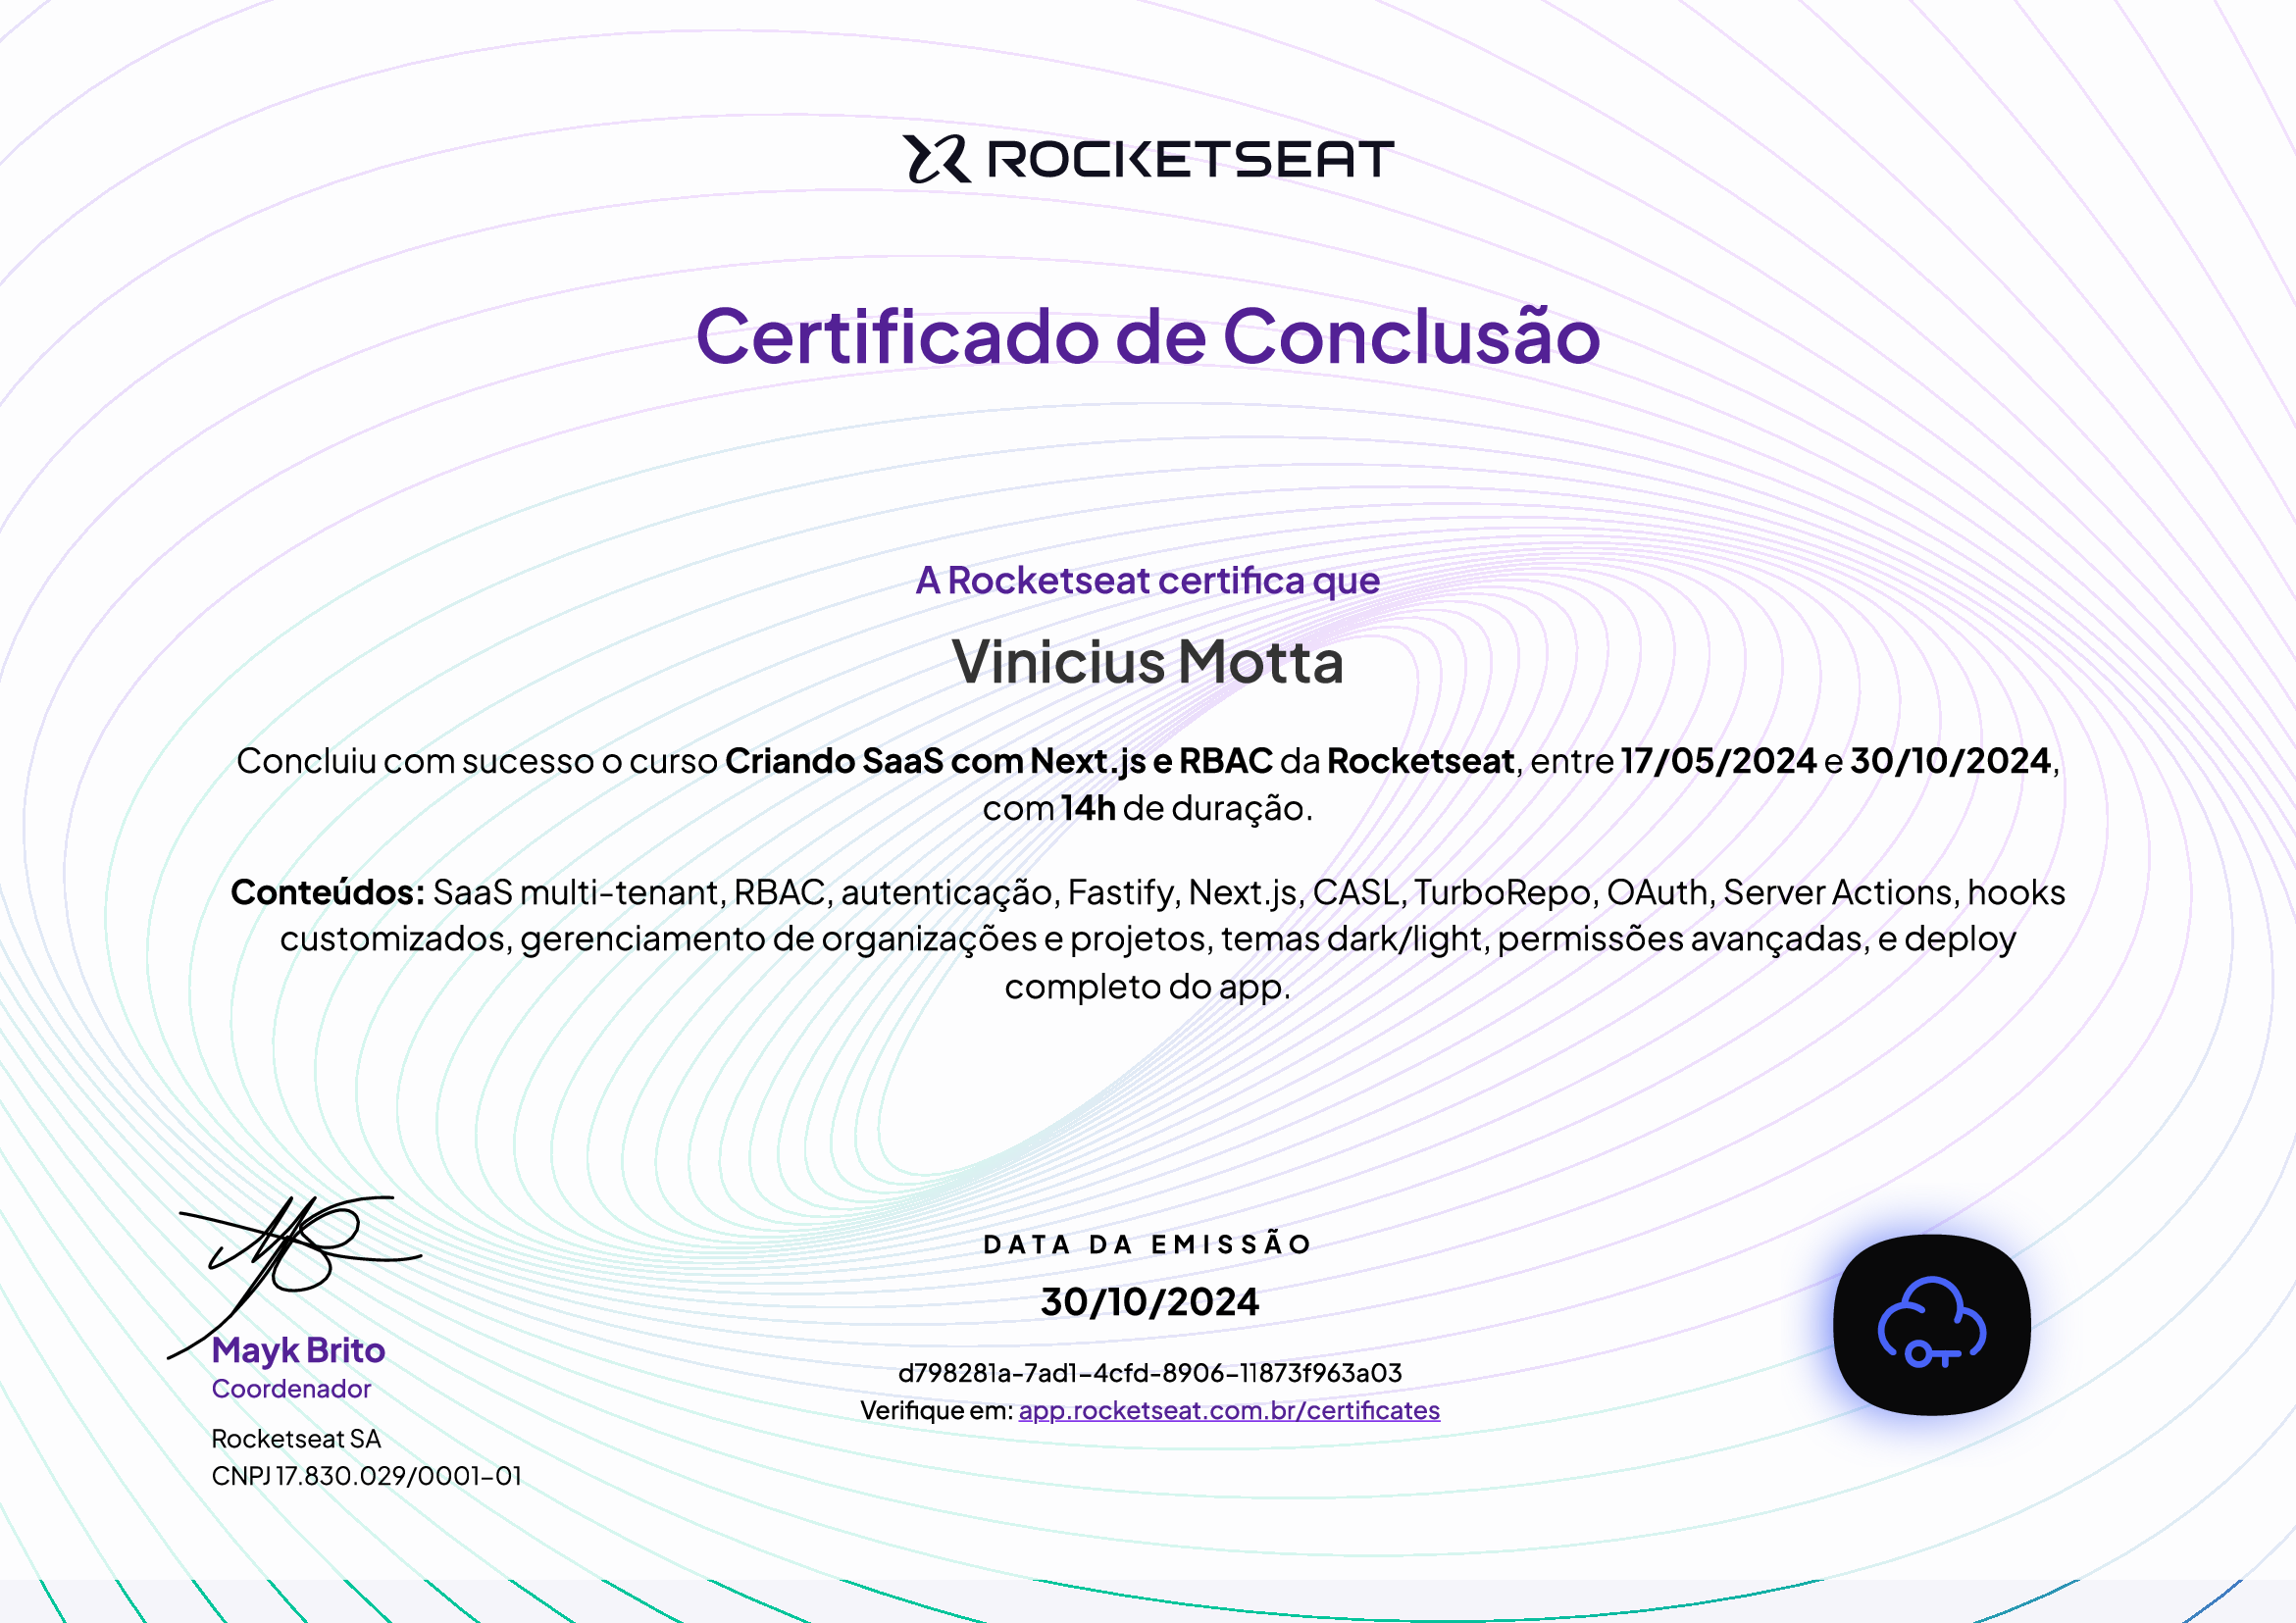 ROCKETSEAT
Certificado de Conclusão
A Rocketseat certifica que
Vinicius Motta
Concluiu com sucesso o curso Criando SaaS com Next.js e RBAC da Rocketseat, entre 17/05/2024 e 30/10/2024,
com 14h de duração.
Conteúdos: SaaS multi-tenant, RBAC, autenticação, Fastify, Next.js, CASL, TurboRepo, OAuth, Server Actions, hooks
customizados, gerenciamento de organizações e projetos, temas dark/light, permissões avançadas, e deploy
completo do app.
Mayk Brito
Coordenador
Rocketseat SA
CNPJ 17.830.029/0001-01
DATA DA EMISSÃO
30/10/2024
d798281a-7ad1-4cfd-8906-11873f963a03
Verifique em: app.rocketseat.com.br/certificates